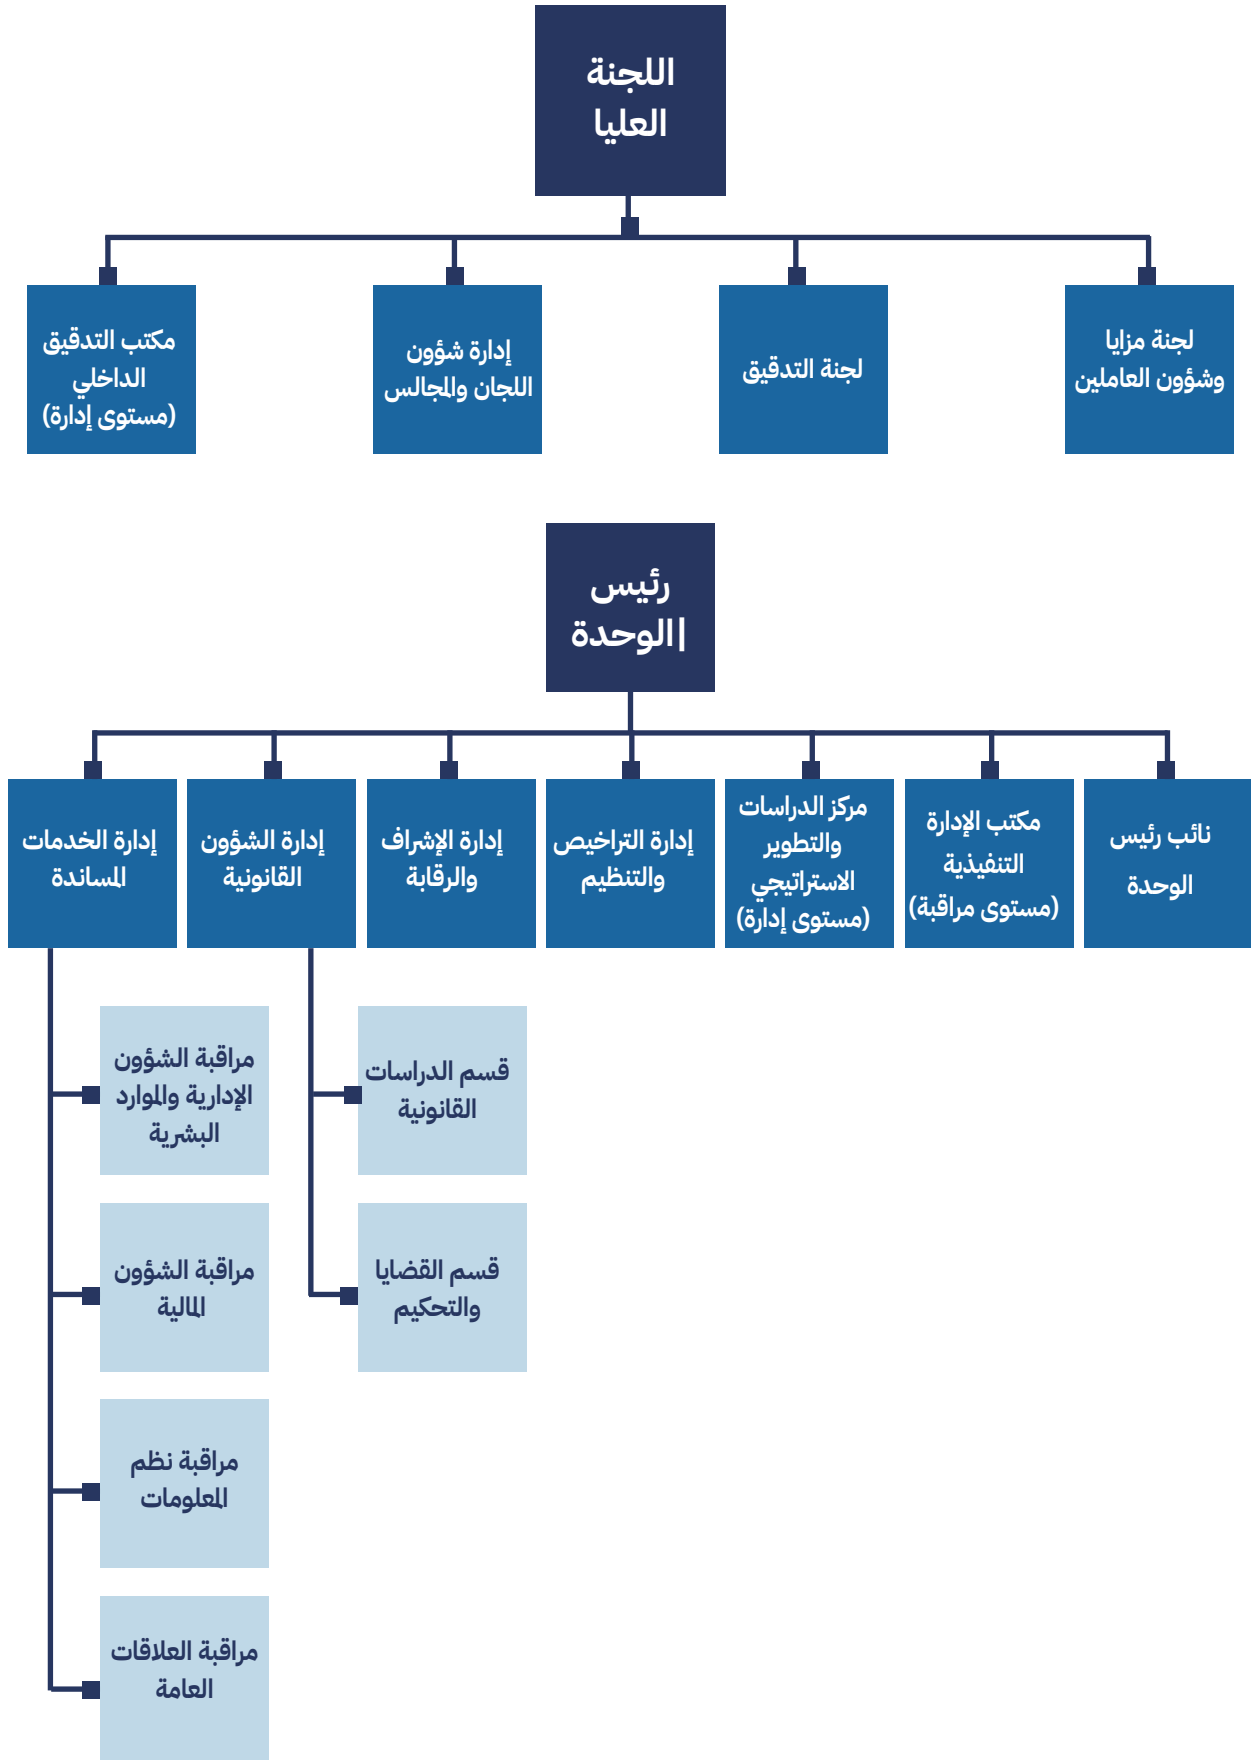 اللجنة
العليا
لجنة مزايا
وشؤون العاملين
لجنة التدقيق
إدارة شؤون
اللجان والمجالس
مكتب التدقيق
الداخلي
(مستوى إدارة)
رئيس
|الوحدة
نائب رئيس
الوحدة
مكتب الإدارة
التنفيذية
(مستوى مراقبة)
مركز الدراسات
والتطوير
الاستراتيجي
(مستوى إدارة)
إدارة التراخيص
والتنظيم
إدارة الإشراف
والرقابة
إدارة الشؤون
القانونية
إدارة الخدمات
المساندة
قسم الدراسات
القانونية
قسم القضايا
والتحكيم
مراقبة الشؤون
الإدارية والموارد
البشرية
مراقبة الشؤون
المالية
مراقبة نظم
المعلومات
مراقبة العلاقات
العامة